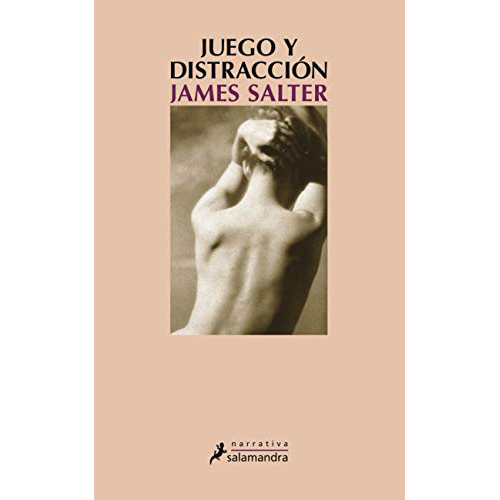 JUEGO Y
DISTRACCIÓN
JAMES SALTER
narrativa
salamandra